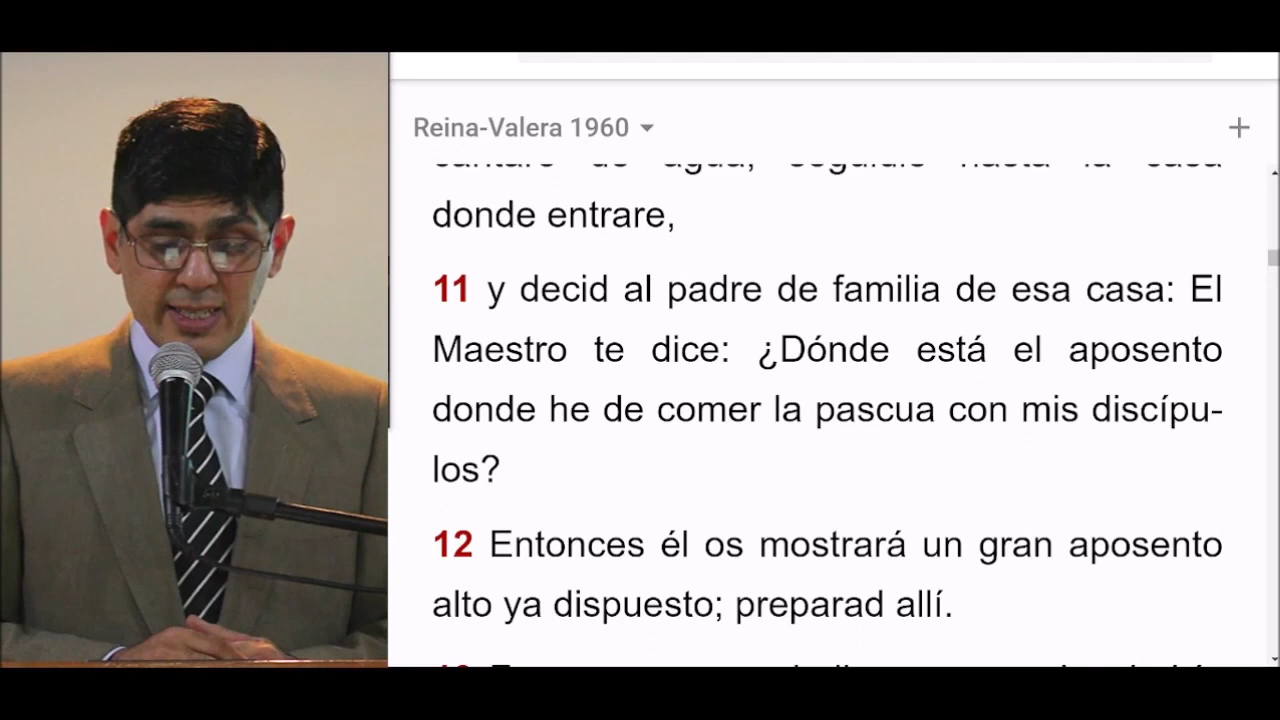 Reina-Valera 1960
donde entrare,
11 y decid al padre de familia de esa casa: El
Maestro te dice: ¿Dónde está el aposento
donde he de comer la pascua con mis discípu-
los?
12 Entonces él os mostrará un gran aposento
alto ya dispuesto; preparad allí.